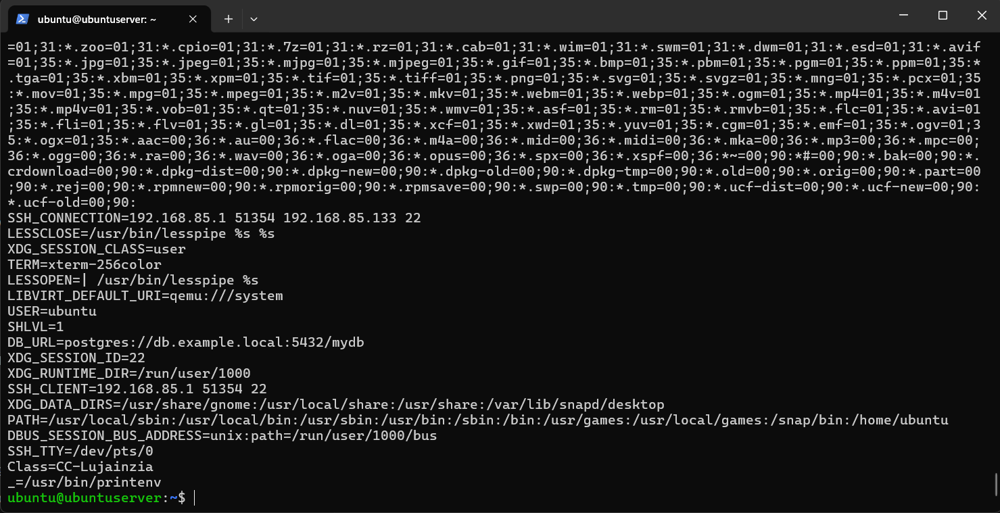 ubuntu@ubuntuserver: ~
=01;31:*.zoo=01;31:*.cpio=01;31:*.7z=01;31:*.rz=01;31:*.cab=01;31:*.wim=01;31:*.swm=01;31:*.dwm=01;31:*.esd=01;31:*.avif
=01;35:*.jpg=01;35:*.jpeg=01;35:*.mjpg=01;35:*.mjpeg=01;35:*.gif=01;35:*.bmp=01;35:*.pbm=01;35:*.pgm=01;35:*.ppm=01;35:*
.tga=01;35:*.xbm=01;35:*.xpm=01;35:*.tif=01;35:*.tiff=01;35:*.png=01;35:*.svg=01;35:*.svgz=01;35:*.mng=01;35:*.pcx=01;35
:*.mov=01;35:*.mpg=01;35:*.mpeg=01;35:*.m2v=01;35:*.mkv=01;35:*.webm=01;35:*.webp=01;35:*.ogm=01;35:*.mp4=01;35:*.m4v=01
;35:*.mp4v=01;35:*.vob=01;35:*.qt=01;35:*.nuv=01;35:*.wmv=01;35:*.asf=01;35:*.rm=01;35:*.rmvb=01;35:*.flc=01;35:*.avi=01
;35:*.fli=01;35:*.flv=01;35:*.gl=01;35:*.dl=01;35:*.xcf=01;35:*.xwd=01;35:*.yuv=01;35:*.cgm=01;35:*.emf=01;35:*.ogv=01;3
5:*.ogx=01;35:*.aac=00;36:*.au=00;36:*.flac=00;36:*.m4a=00;36:*.mid=00;36:*.midi=00;36:*.mka=00;36:*.mp3=00;36:*.mpc=00;
36:*.ogg=00;36:*.ra=00;36:*.wav=00;36:*.oga=00;36:*.opus=00;36:*.spx=00;36:*.xspf=00;36:*~=00;90:*#=00;90:*.bak=00;90:*.
crdownload=00;90:*.dpkg-dist=00;90:*.dpkg-new=00;90:*.dpkg-old=00;90:*.dpkg-tmp=00;90:*.old=00;90:*.orig=00;90:*.part=00
;90:*.rej=00;90:*.rpmnew=00;90:*.rpmorig=00;90:*.rpmsave=00;90:*.swp=00;90:*.tmp=00;90:*.ucf-dist=00;90:*.ucf-new=00;90:
*.ucf-old=00;90:
SSH_CONNECTION=192.168.85.1 51354 192.168.85.133 22
LESSCLOSE=/usr/bin/lesspipe %s %s
XDG_SESSION_CLASS=user
TERM=xterm-256color
LESSOPEN=| /usr/bin/lesspipe %s
LIBVIRT_DEFAULT_URI=qemu:///system
USER=ubuntu
SHLVL=1
DB_URL=postgres://db.example.local:5432/mydb
XDG_SESSION_ID=22
XDG_RUNTIME_DIR=/run/user/1000
SSH_CLIENT=192.168.85.1 51354 22
XDG_DATA_DIRS=/usr/share/gnome:/usr/local/share:/usr/share:/var/lib/snapd/desktop
PATH=/usr/local/sbin:/usr/local/bin:/usr/sbin:/usr/bin:/sbin:/bin:/usr/games:/usr/local/games:/snap/bin:/home/ubuntu
DBUS_SESSION_BUS_ADDRESS=unix:path=/run/user/1000/bus
SSH_TTY=/dev/pts/0
Class=CC-Lujainzia
_=/usr/bin/printenv
ubuntu@ubuntuserver:~$